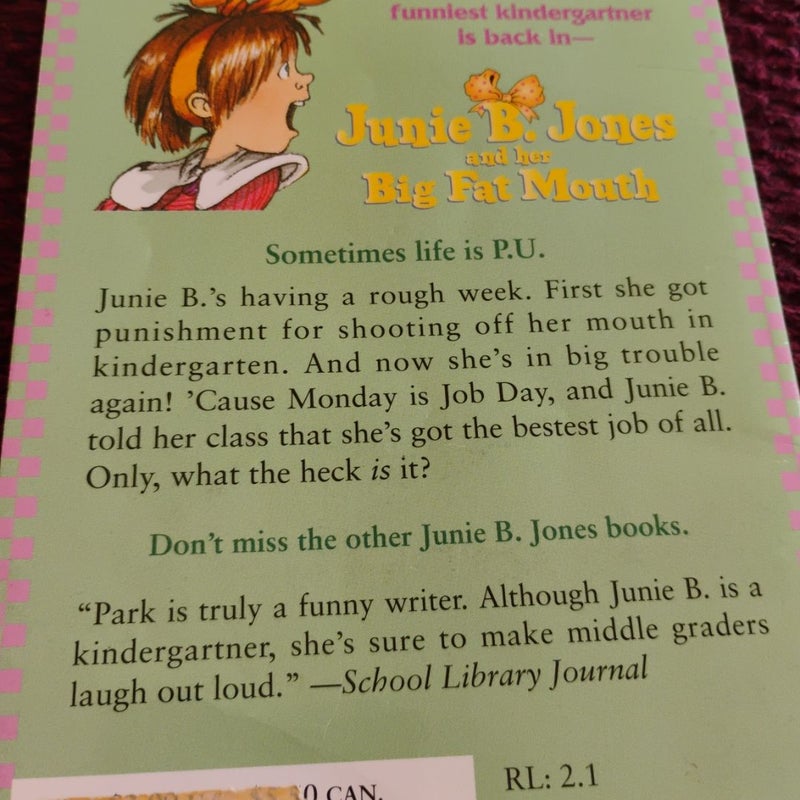 funniest kindergartner
is back in—
Junie B. Jones
and her
Big Fat Mouth
Sometimes life is P.U.
Junie B.'s having a rough week. First she got
punishment for shooting off her mouth in
kindergarten. And now she's in big trouble
again! 'Cause Monday is Job Day, and Junie B.
told her class that she's got the bestest job of all.
Only, what the heck is it?
Don't miss the other Junie B. Jones books.
“Park is truly a funny writer. Although Junie B. is a
kindergartner, she's sure to make middle graders
laugh out loud.” —School Library Journal
RL: 2.1
CAN.